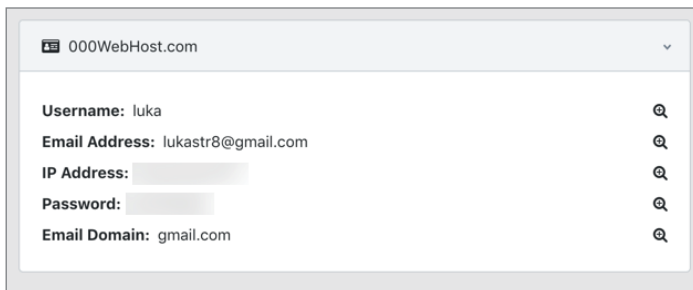 000WebHost.com
Username: luka
Email Address: lukastr8@gmail.com
IP Address:
Password:
Email Domain: gmail.com